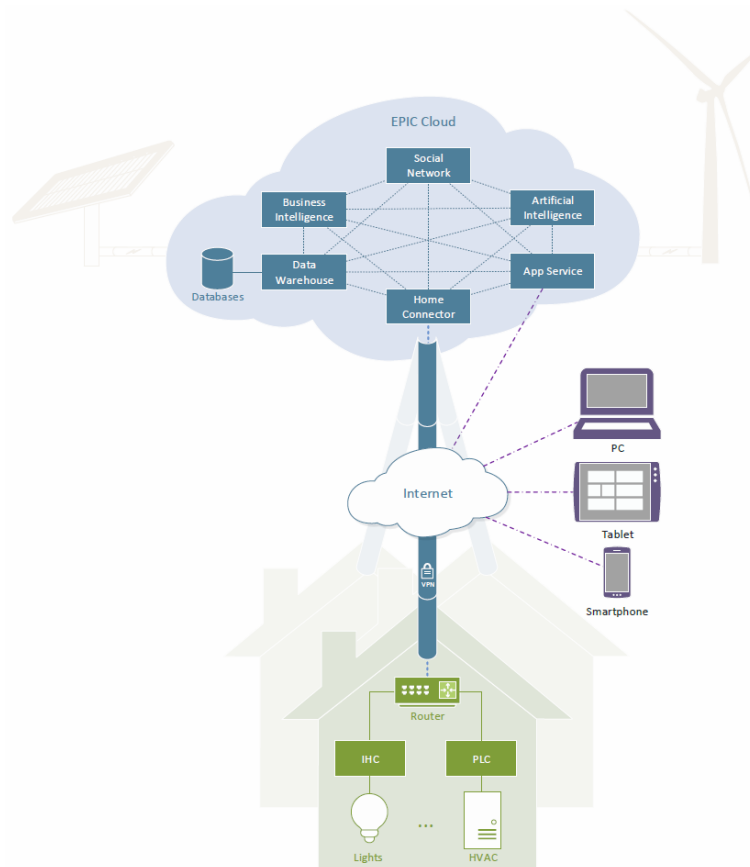 EPIC Cloud
Social
Network
Business
Intelligence
Artificial
Intelligence
Data
Warehouse
App Service
Databases
Home
Connector
PC
Internet
Tablet
VPN
Smartphone
Router
IHC
PLC
...
Lights
HVAC